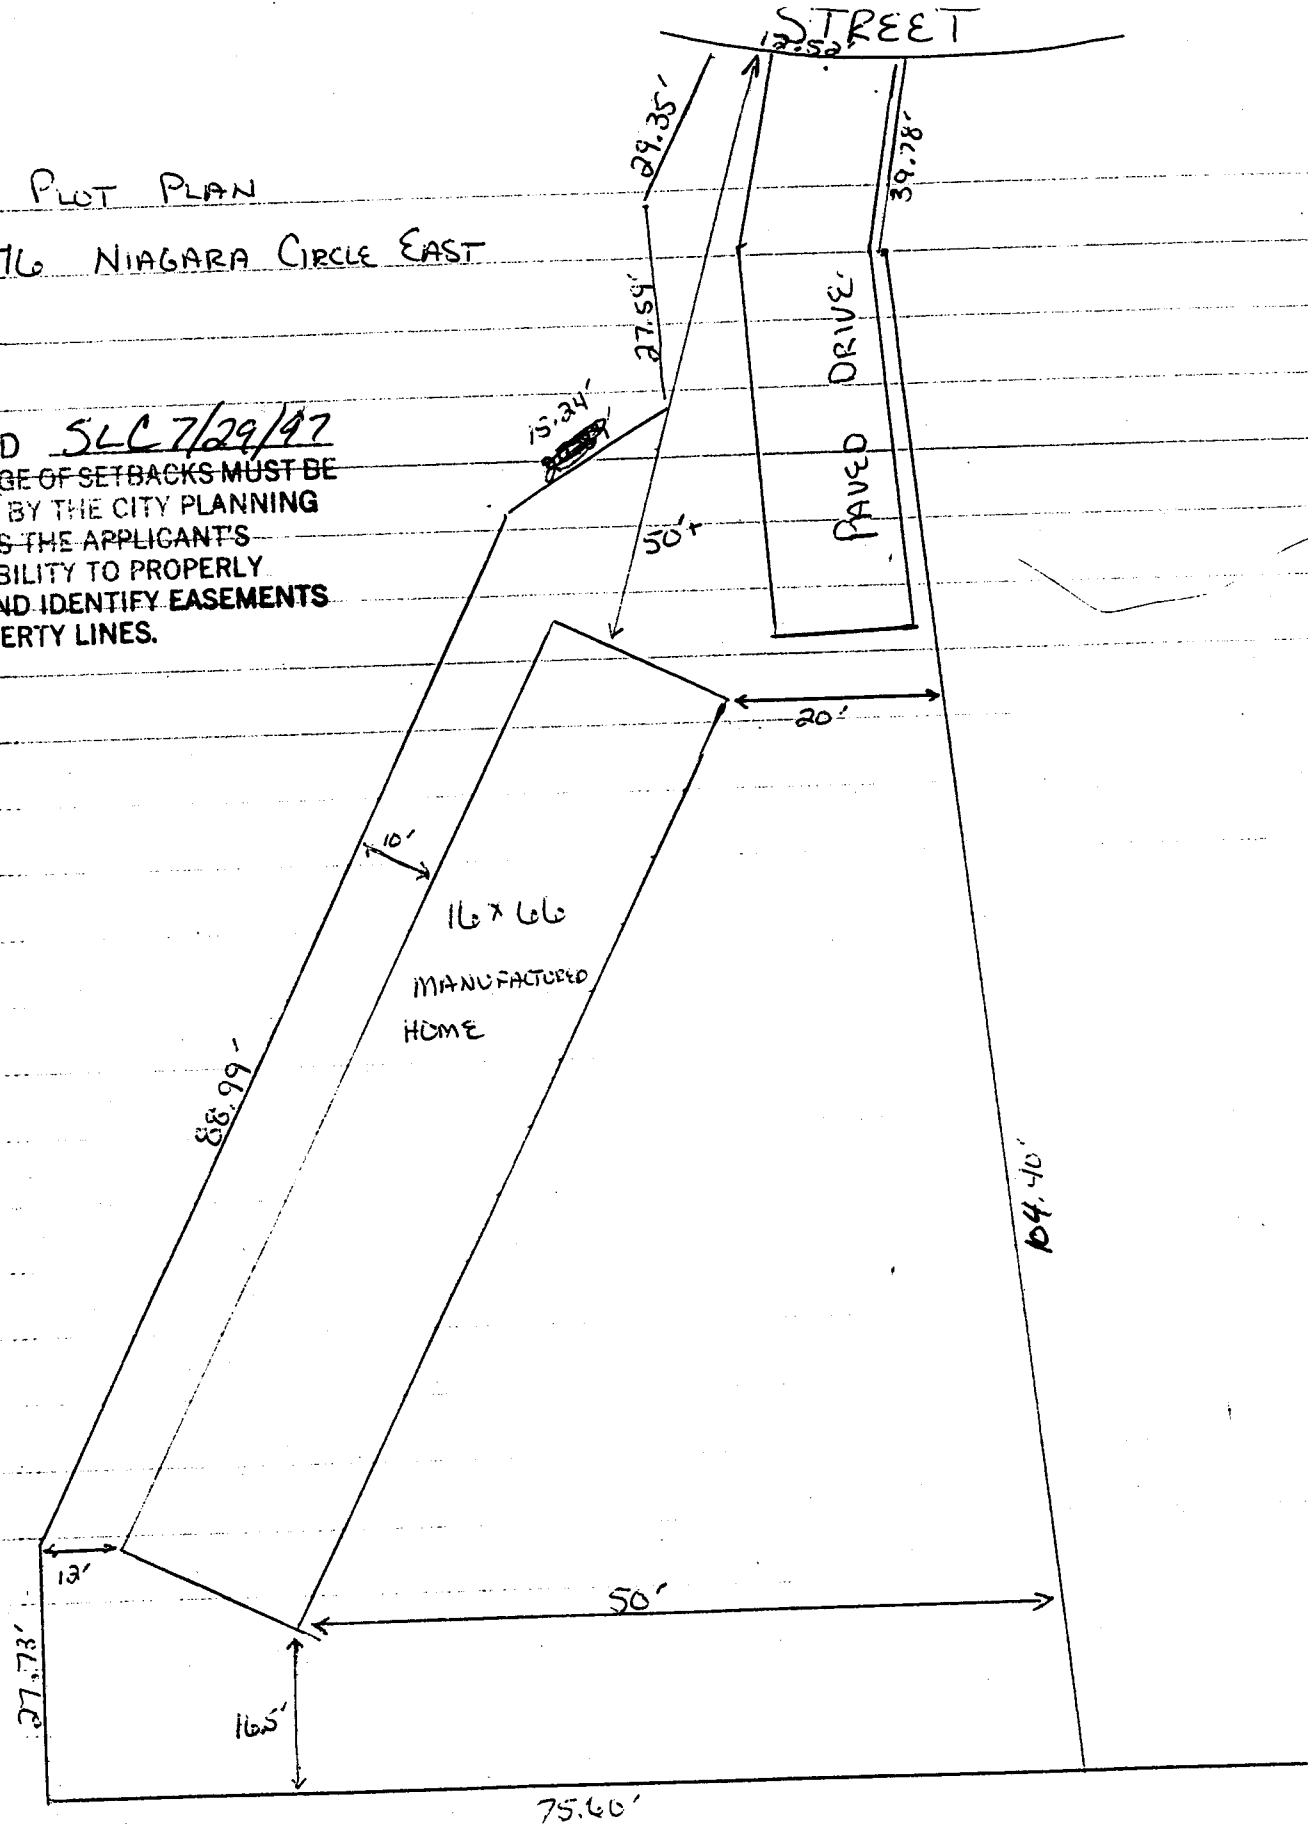 STREET
12.52'
29.35'
39.78'
PLOT PLAN
76 NIAGARA CIRCLE EAST
27.59'
PAVED DRIVE
15.24'
D SLC 7/29/97
GE OF SETBACKS MUST BE
BY THE CITY PLANNING
S THE APPLICANT'S
BILITY TO PROPERLY
ND IDENTIFY EASEMENTS
ERTY LINES.
50'+
20'
10'
16 x 66
MANUFACTURED
HOME
88.99'
104.40'
12'
50'
27.73'
16.5'
75.60'